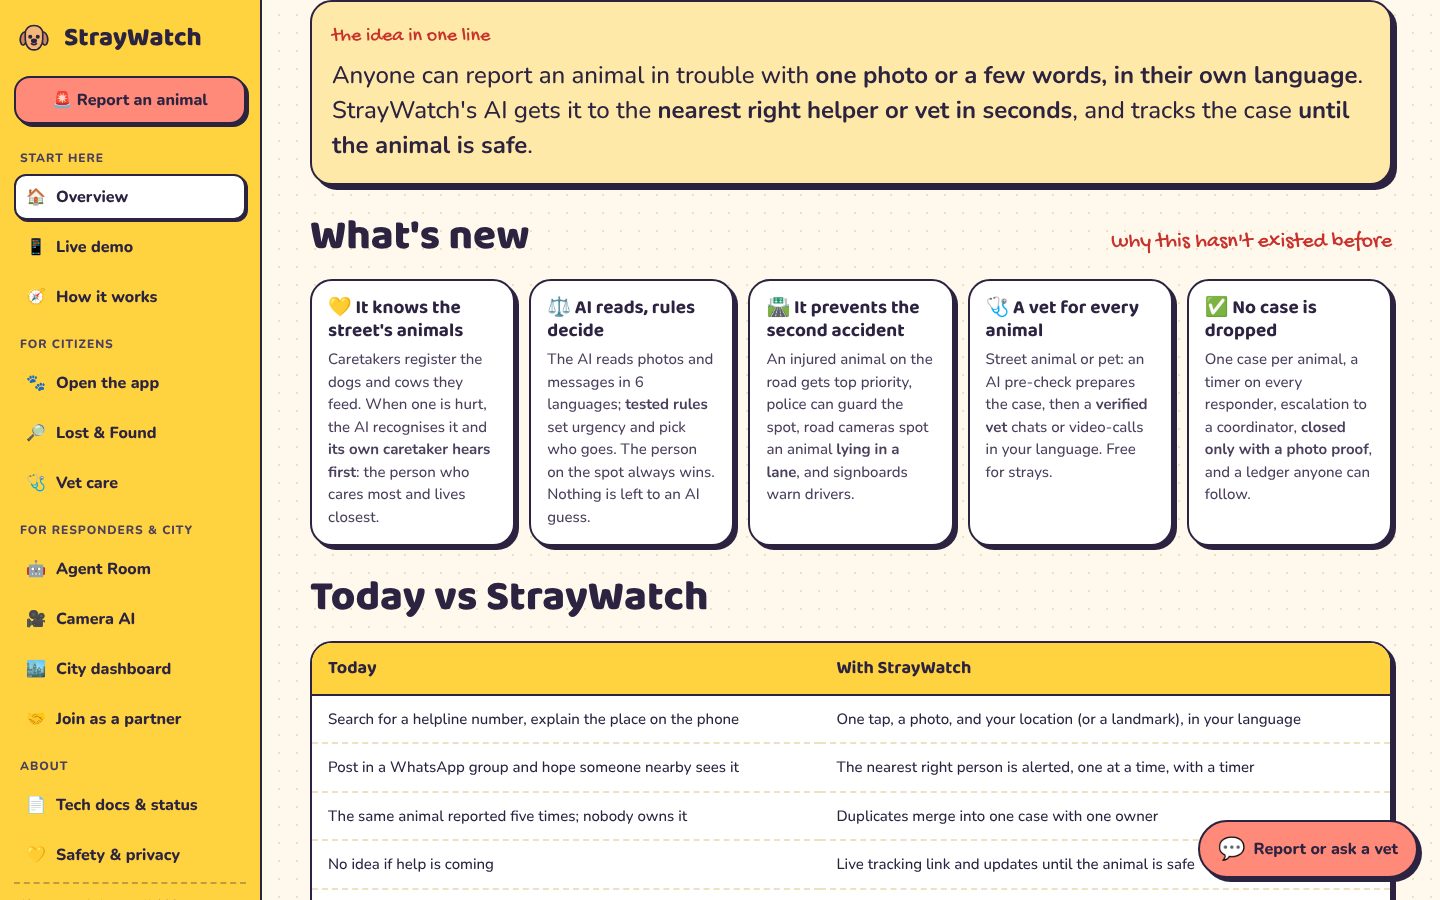 StrayWatch
Report an animal
START HERE
Overview
Live demo
How it works
FOR CITIZENS
Open the app
Lost & Found
Vet care
FOR RESPONDERS & CITY
Agent Room
Camera AI
City dashboard
Join as a partner
ABOUT
Tech docs & status
Safety & privacy
the idea in one line
Anyone can report an animal in trouble with one photo or a few words, in their own language.
StrayWatch's AI gets it to the nearest right helper or vet in seconds, and tracks the case until
the animal is safe.
What's new
why this hasn't existed before
It knows the
street's animals
Caretakers register the
dogs and cows they
feed. When one is hurt,
the AI recognises it and
its own caretaker hears
first: the person who
cares most and lives
closest.
AI reads, rules
decide
The AI reads photos and
messages in 6
languages; tested rules
set urgency and pick
who goes. The person
on the spot always wins.
Nothing is left to an AI
guess.
It prevents the
second accident
An injured animal on the
road gets top priority,
police can guard the
spot, road cameras spot
an animal lying in a
lane, and signboards
warn drivers.
A vet for every
animal
Street animal or pet: an
AI pre-check prepares
the case, then a verified
vet chats or video-calls
in your language. Free
for strays.
No case is
dropped
One case per animal, a
timer on every
responder, escalation to
a coordinator, closed
only with a photo proof,
and a ledger anyone can
follow.
Today vs StrayWatch
Today
With StrayWatch
Search for a helpline number, explain the place on the phone
One tap, a photo, and your location (or a landmark), in your language
Post in a WhatsApp group and hope someone nearby sees it
The nearest right person is alerted, one at a time, with a timer
The same animal reported five times; nobody owns it
Duplicates merge into one case with one owner
No idea if help is coming
Live tracking link and updates until the animal is safe
Report or ask a vet